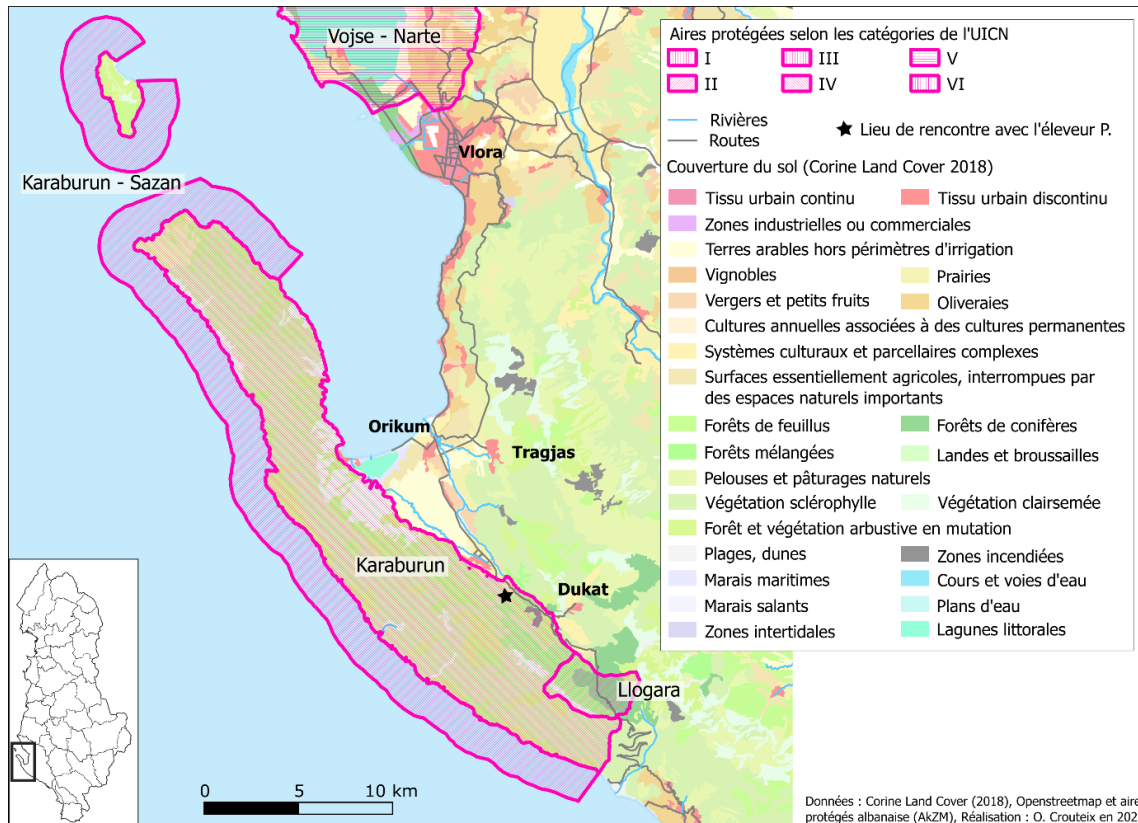 Vojse - Narte
Vlora
Karaburun - Sazan
Orikum
Tragjas
Karaburun
Dukat
Llogara
0 5 10 km
Aires protégées selon les catégories de l'UICN
I III V
II IV VI
Rivières
Routes
Lieu de rencontre avec l'éleveur P.
Couverture du sol (Corine Land Cover 2018)
Tissu urbain continu Tissu urbain discontinu
Zones industrielles ou commerciales
Terres arables hors périmètres d'irrigation
Vignobles Prairies
Vergers et petits fruits Oliveraies
Cultures annuelles associées à des cultures permanentes
Systèmes culturaux et parcellaires complexes
Surfaces essentiellement agricoles, interrompues par
des espaces naturels importants
Forêts de feuillus Forêts de conifères
Forêts mélangées Landes et broussailles
Pelouses et pâturages naturels
Végétation sclérophylle Végétation clairsemée
Forêt et végétation arbustive en mutation
Plages, dunes Zones incendiées
Marais maritimes Cours et voies d'eau
Marais salants Plans d'eau
Zones intertidales Lagunes littorales
Données : Corine Land Cover (2018), Openstreetmap et aire
protégés albanaise (AkZM), Réalisation : O. Crouteix en 202